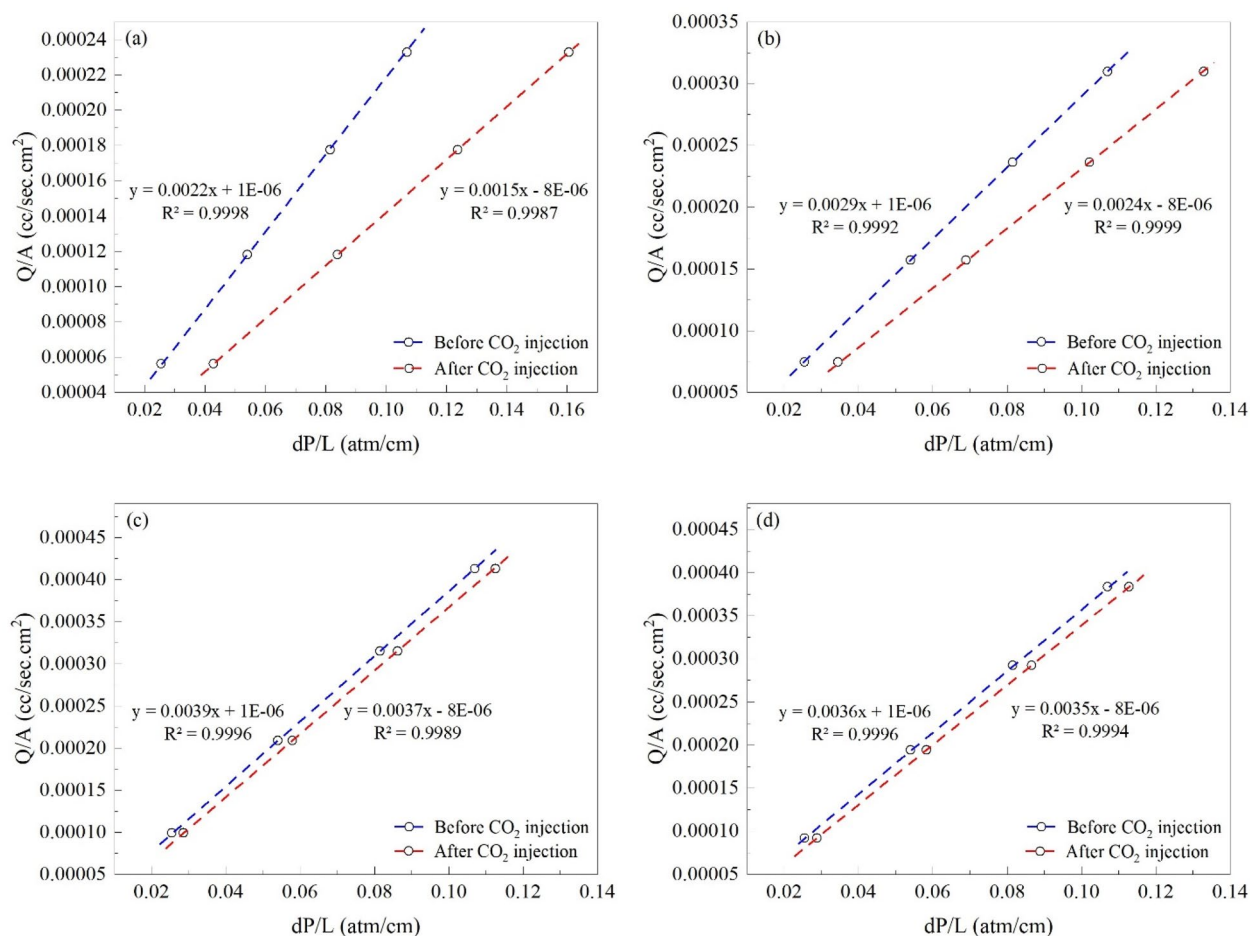 (a)
0.00024
0.00022
0.00020
0.00018
0.00016
0.00014
0.00012
0.00010
0.00008
0.00006
0.00004
Q/A (cc/sec.cm²)
y = 0.0022x + 1E-06
R² = 0.9998
y = 0.0015x - 8E-06
R² = 0.9987
Before CO₂ injection
After CO₂ injection
0.02 0.04 0.06 0.08 0.10 0.12 0.14 0.16
dP/L (atm/cm)
(b)
0.00035
0.00030
0.00025
0.00020
0.00015
0.00010
0.00005
Q/A (cc/sec.cm²)
y = 0.0029x + 1E-06
R² = 0.9992
y = 0.0024x - 8E-06
R² = 0.9999
Before CO₂ injection
After CO₂ injection
0.02 0.04 0.06 0.08 0.10 0.12 0.14
dP/L (atm/cm)
(c)
0.00045
0.00040
0.00035
0.00030
0.00025
0.00020
0.00015
0.00010
0.00005
Q/A (cc/sec.cm²)
y = 0.0039x + 1E-06
R² = 0.9996
y = 0.0037x - 8E-06
R² = 0.9989
Before CO₂ injection
After CO₂ injection
0.02 0.04 0.06 0.08 0.10 0.12 0.14
dP/L (atm/cm)
(d)
0.00045
0.00040
0.00035
0.00030
0.00025
0.00020
0.00015
0.00010
0.00005
Q/A (cc/sec.cm²)
y = 0.0036x + 1E-06
R² = 0.9996
y = 0.0035x - 8E-06
R² = 0.9994
Before CO₂ injection
After CO₂ injection
0.02 0.04 0.06 0.08 0.10 0.12 0.14
dP/L (atm/cm)